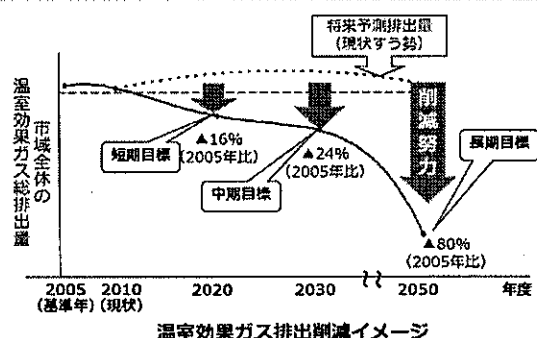 将来予測排出量
(現状すう勢)
市域全体の
温室効果ガス総排出量
削減努力
短期目標
▲16%
(2005年比)
中期目標
▲24%
(2005年比)
長期目標
▲80%
(2005年比)
2005 2010 2020 2030 2050 年度
(基準年)(現状)
温室効果ガス排出削減イメージ